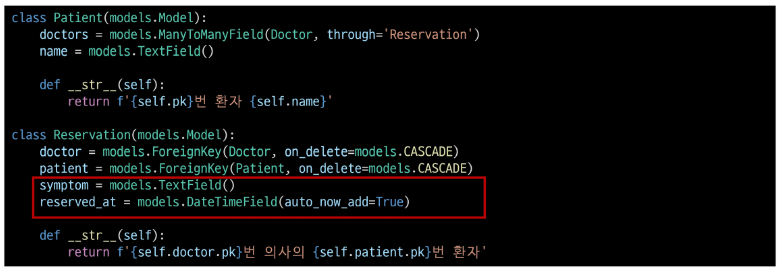 class Patient(models.Model):
    doctors = models.ManyToManyField(Doctor, through='Reservation')
    name = models.TextField()

    def __str__(self):
        return f'{self.pk}번 환자 {self.name}'

class Reservation(models.Model):
    doctor = models.ForeignKey(Doctor, on_delete=models.CASCADE)
    patient = models.ForeignKey(Patient, on_delete=models.CASCADE)
    symptom = models.TextField()
    reserved_at = models.DateTimeField(auto_now_add=True)

    def __str__(self):
        return f'{self.doctor.pk}번 의사의 {self.patient.pk}번 환자'